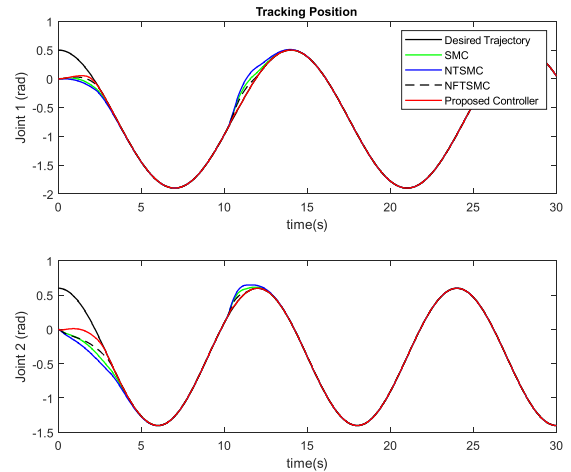 Tracking Position
1
0.5
0
-0.5
-1
-1.5
-2
Joint 1 (rad)
Desired Trajectory
SMC
NTSMC
NFTSMC
Proposed Controller
0 5 10 15 20 25 30
time(s)
1
0.5
0
-0.5
-1
-1.5
Joint 2 (rad)
0 5 10 15 20 25 30
time(s)